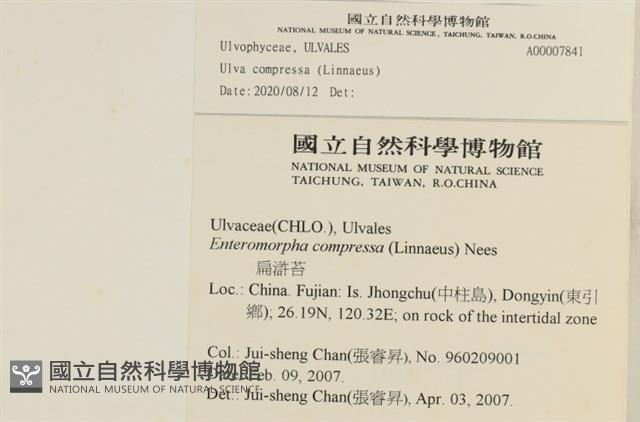 國立自然科學博物館
NATIONAL MUSEUM OF NATURAL SCIENCE, TAICHUNG, TAIWAN, R.O.CHINA
Ulvophyceae, ULVALES A00007841
Ulva compressa (Linnaeus)
Date:2020/08/12 Det:
國立自然科學博物館
NATIONAL MUSEUM OF NATURAL SCIENCE
TAICHUNG, TAIWAN, R.O.CHINA
Ulvaceae(CHLO.), Ulvales
Enteromorpha compressa (Linnaeus) Nees
扁滸苔
Loc.: China. Fujian: Is. Jhongchu(中柱島), Dongyin(東引
鄉); 26.19N, 120.32E; on rock of the intertidal zone
Col.: Jui-sheng Chan(張睿昇), No. 960209001
Feb. 09, 2007.
Det.: Jui-sheng Chan(張睿昇), Apr. 03, 2007.
國立自然科學博物館
NATIONAL MUSEUM OF NATURAL SCIENCE